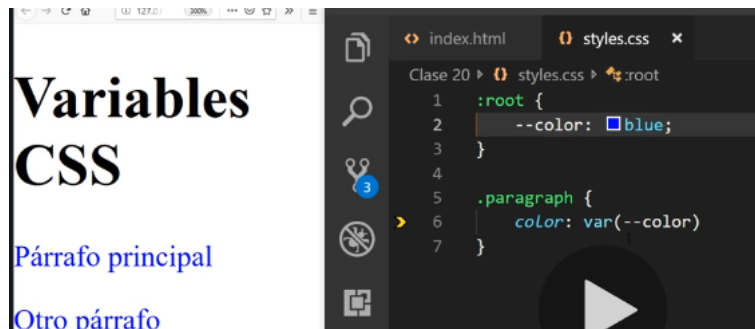 127.0.
300%
Variables
CSS
Párrafo principal
Otro párrafo
3
index.html
styles.css
Clase 20 styles.css :root
1 :root {
2 --color: blue;
3 }
4
5 .paragraph {
6 color: var(--color)
7 }